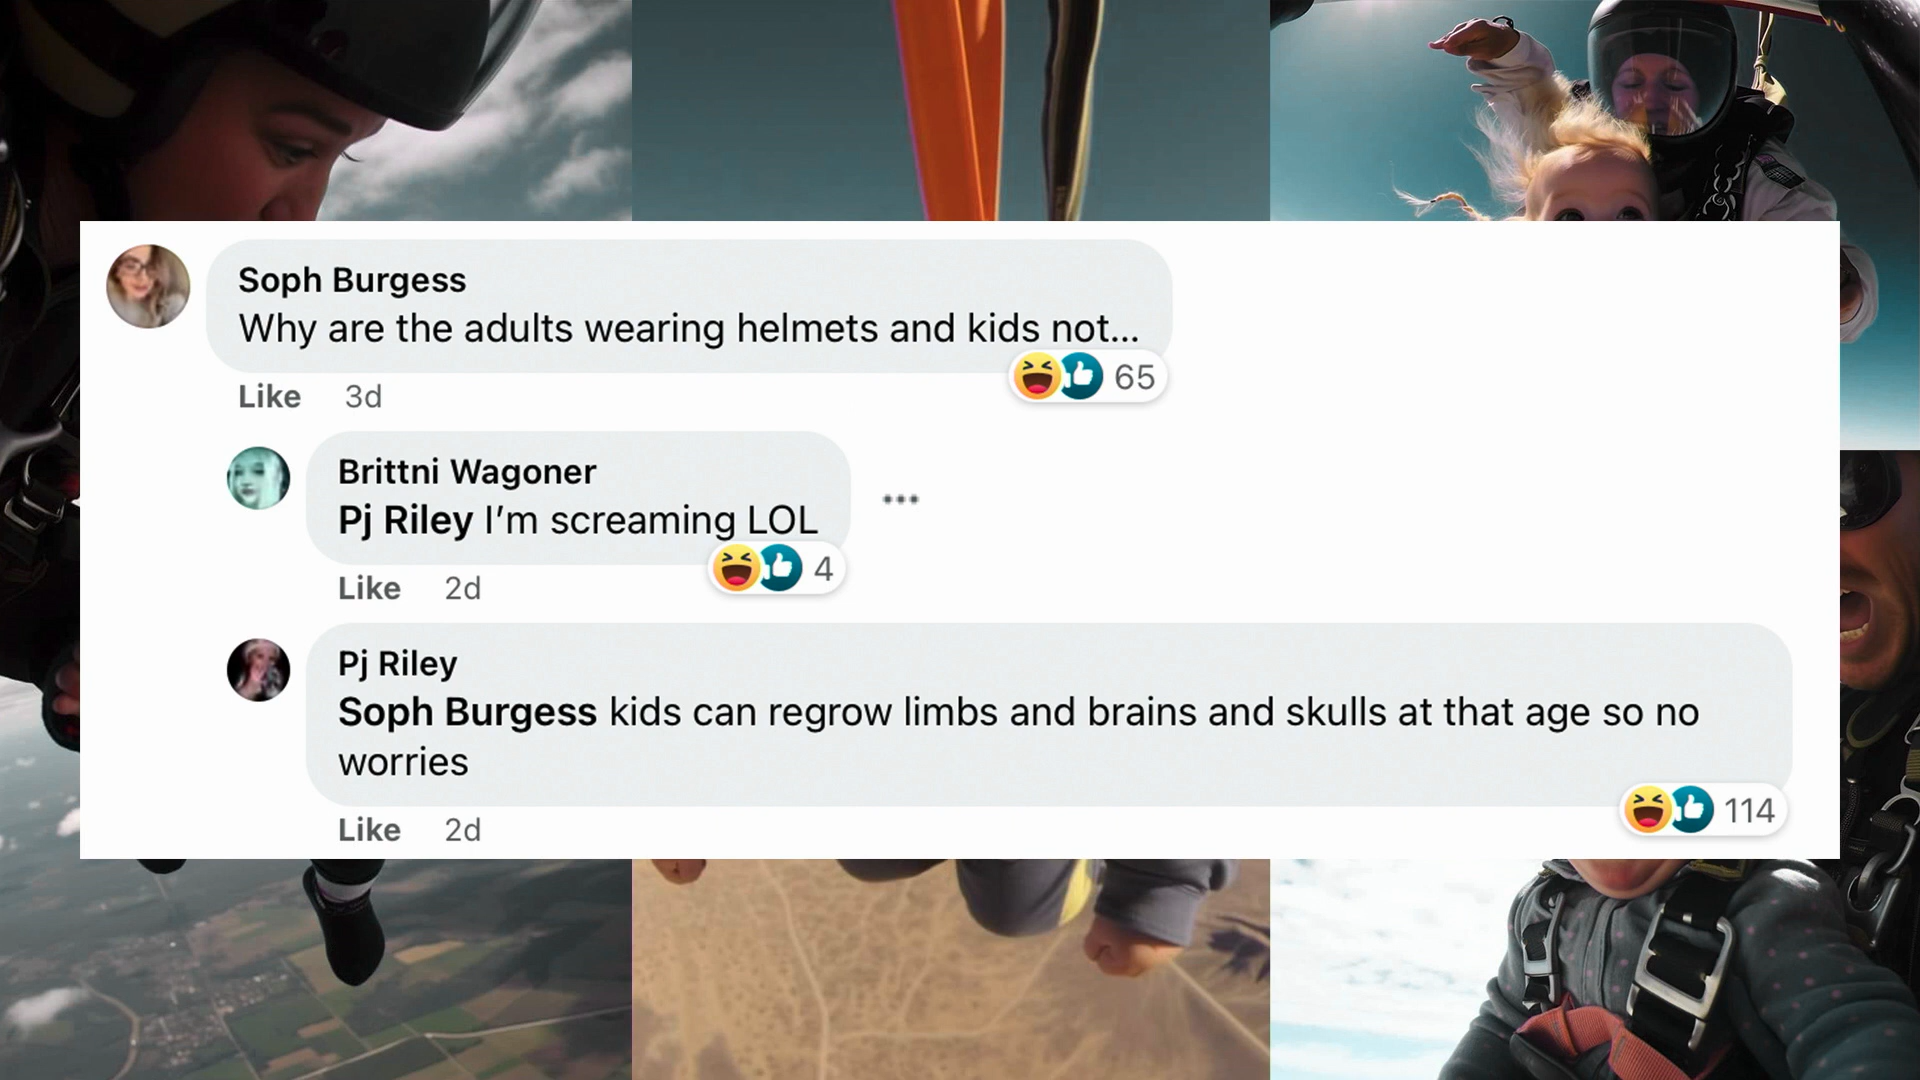 Soph Burgess
Why are the adults wearing helmets and kids not...
65
Like 3d
Brittni Wagoner
Pj Riley I'm screaming LOL
4
Like 2d
Pj Riley
Soph Burgess kids can regrow limbs and brains and skulls at that age so no
worries
114
Like 2d